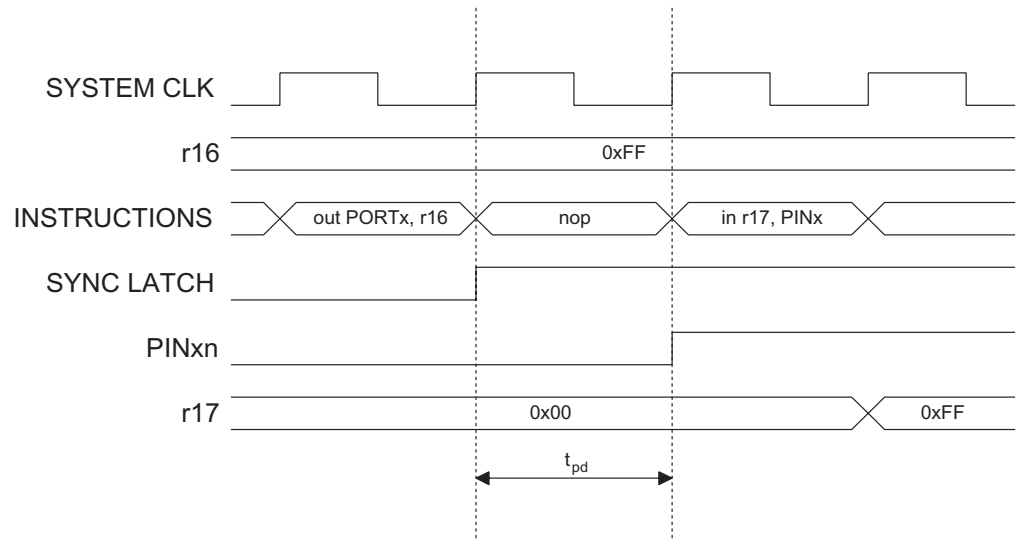 SYSTEM CLK
r16 0xFF
INSTRUCTIONS out PORTx, r16 nop in r17, PINx
SYNC LATCH
PINxn
r17 0x00 0xFF
tpd